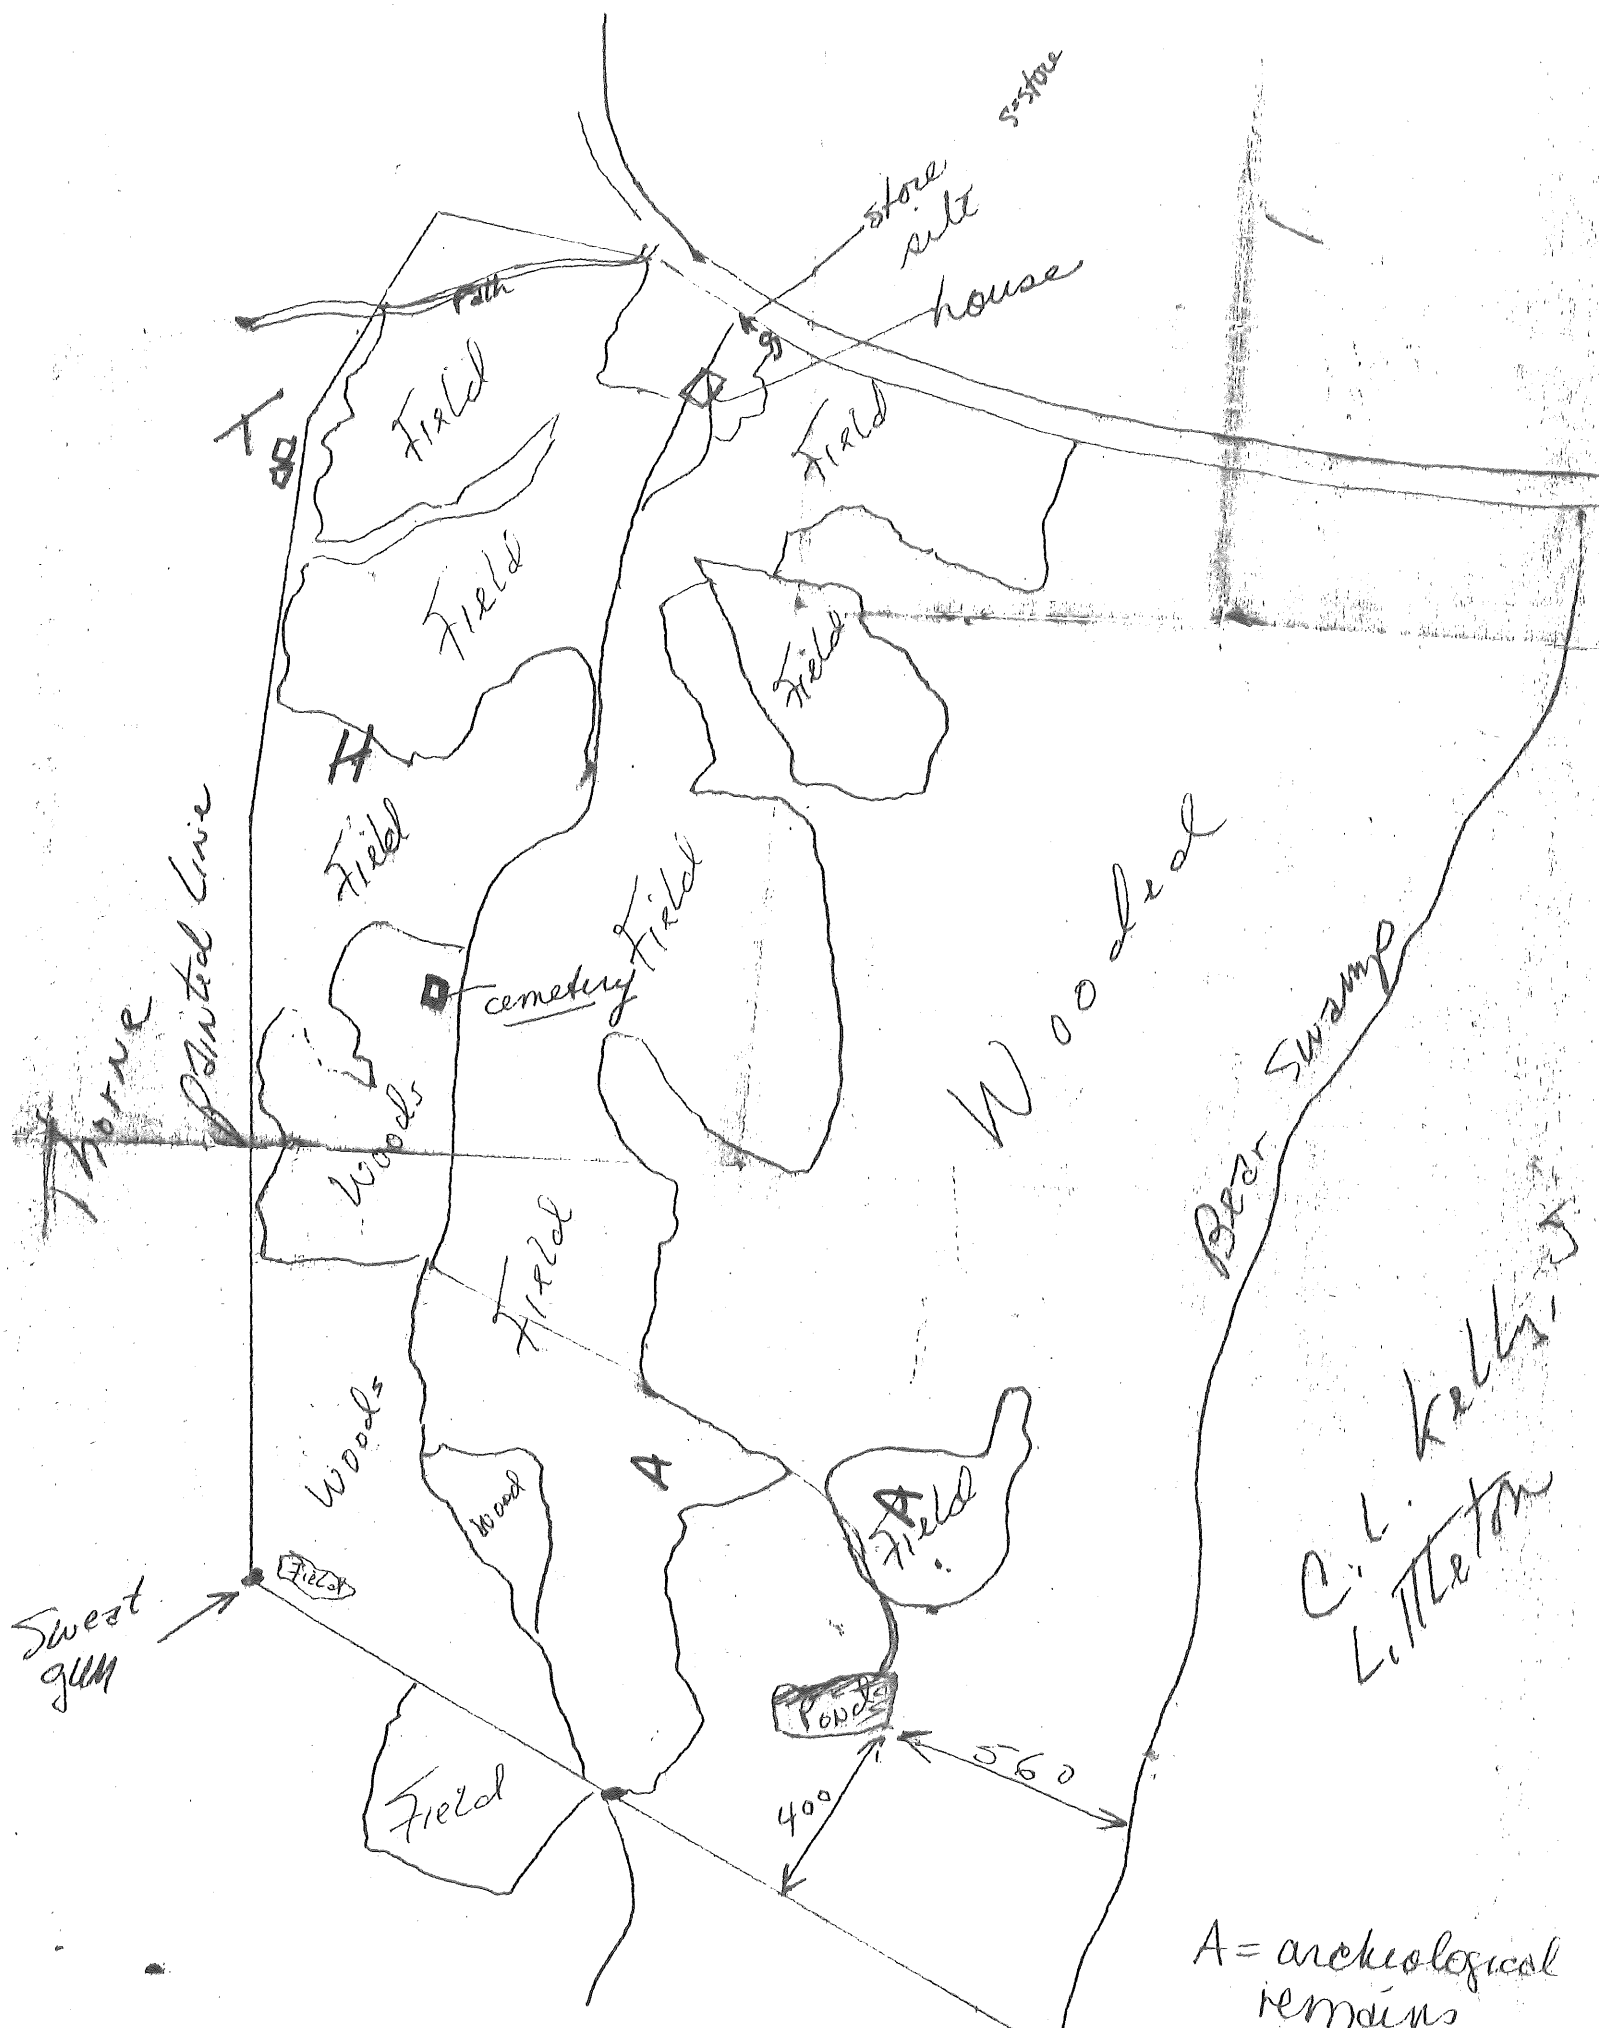 s=store
store
site
house
Path
S
T
Field
Field
Field
Field
H
Field
Thorne
painted Line
Field
cemetery
Wooded
Woods
Bear Swamp
Field
Woods
A
Wood
A
Field
Field
Sweet
gum
C. L. Kelly,
Littleton
Pond
560
400
Field
A = archeological
remains